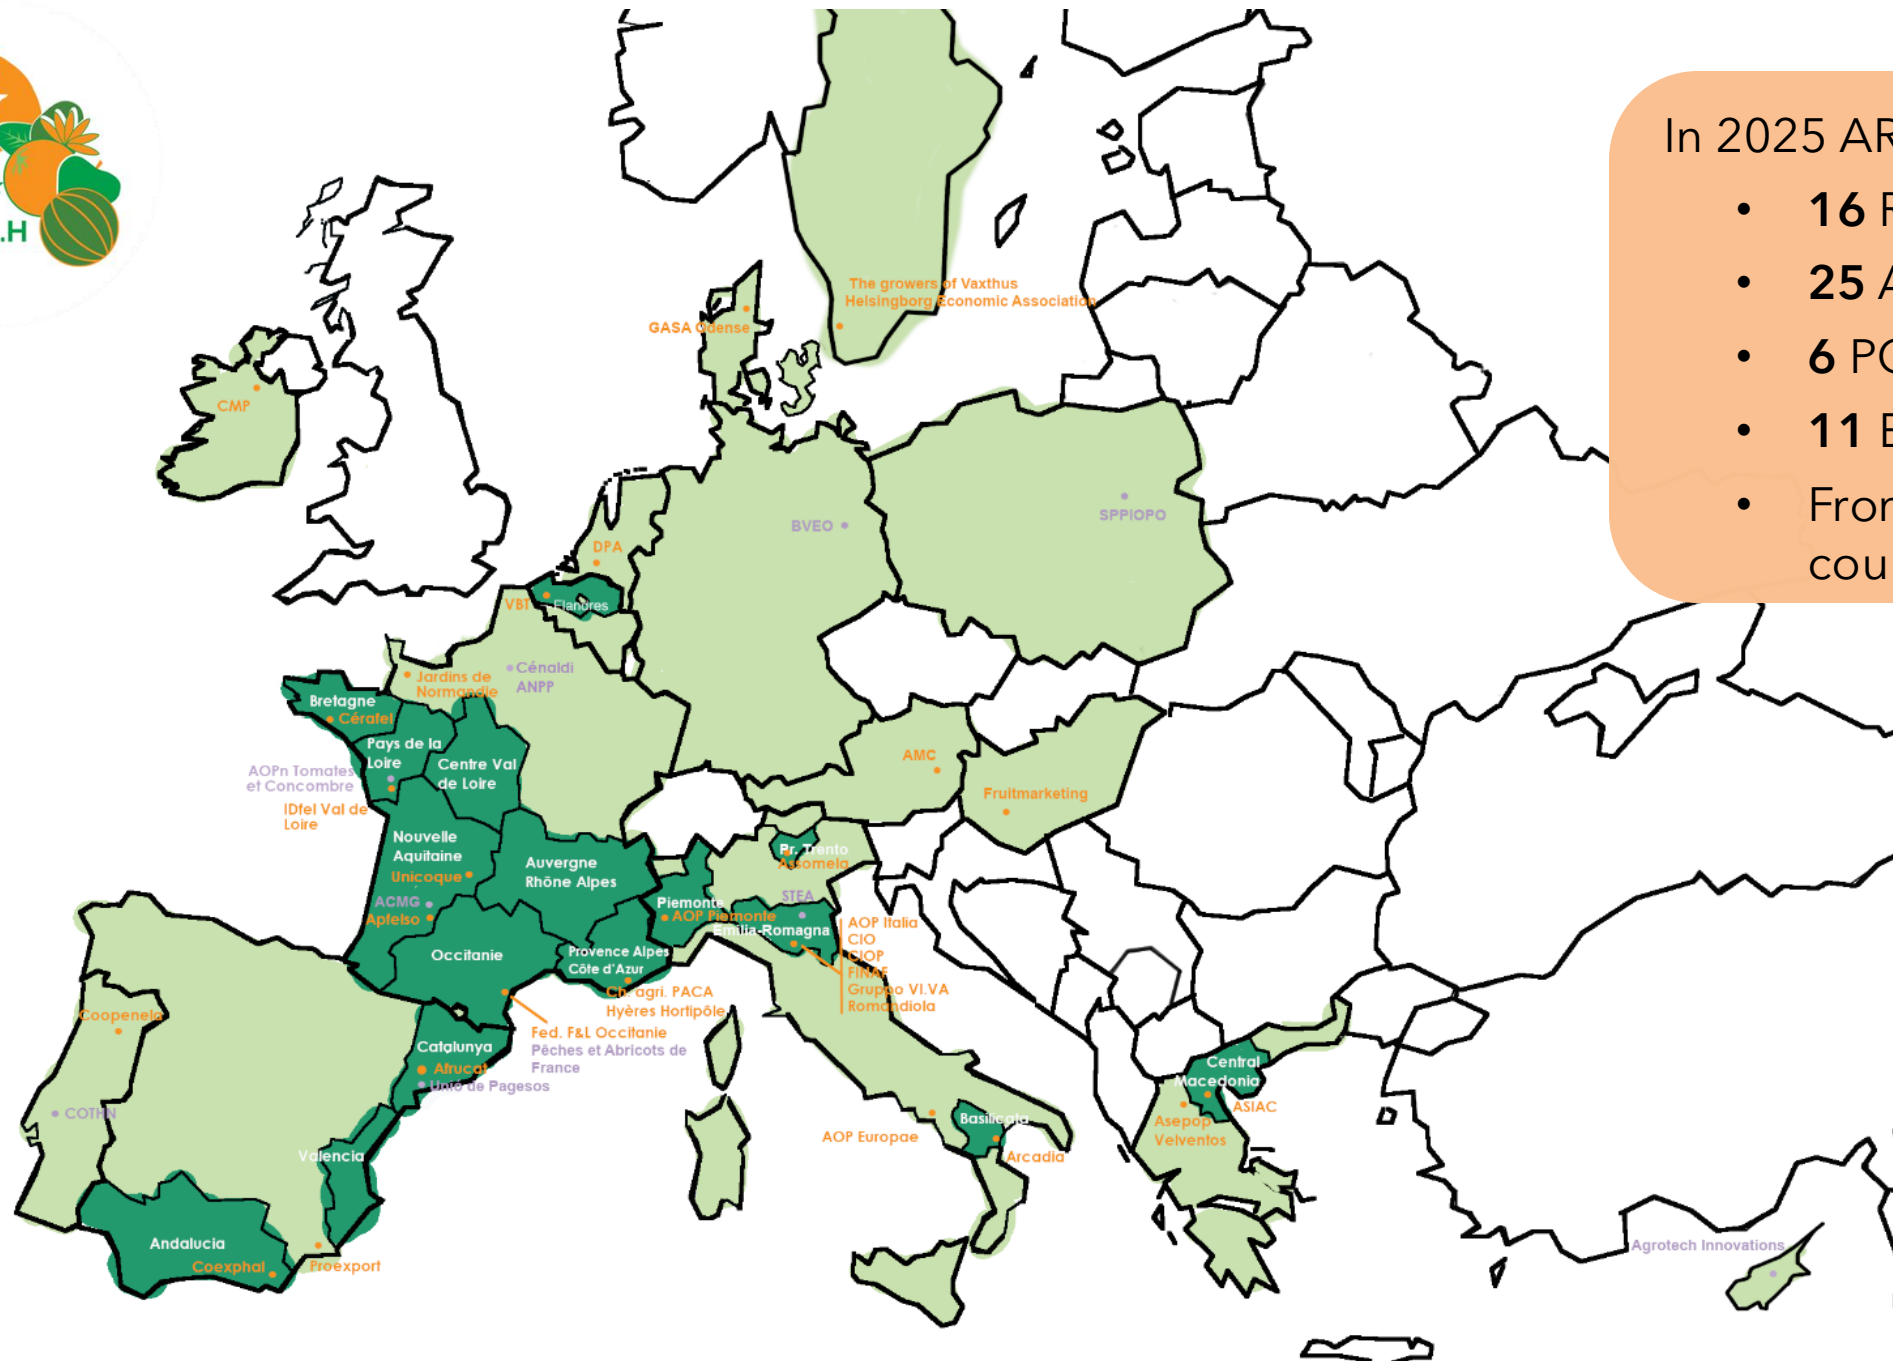 .H
In 2025 AR
• 16
• 25 A
• 6 PO
• 11 E
• Fron
cou
The growers of Vaxthus
Helsingborg Economic Association
GASA Odense
CMP
BVEO
SPPIOPO
DPA
VBT
Flandres
Cénaldi
ANPP
Jardins de
Normandie
Bretagne
Cérafel
Pays de la
Loire
Centre Val
de Loire
AOPn Tomates
et Concombre
IDfel Val de
Loire
AMC
Fruitmarketing
Nouvelle
Aquitaine
Unicoque
Auvergne
Rhône Alpes
ACMG
Apfelso
Pr. Trento
Assomela
STEA
Piemonte
AOP Piemonte
Emilia-Romagna
AOP Italia
CIO
CIOP
FINAF
Gruppo VI.VA
Romandiola
Occitanie
Provence Alpes
Côte d'Azur
Ch. agri. PACA
Hyères Hortipôle
Fed. F&L Occitanie
Pêches et Abricots de
France
Coopenela
Catalunya
Afrucat
Unió de Pagesos
COTHN
Valencia
Andalucia
Coexphal
Proexport
AOP Europae
Basilicata
Arcadia
Central
Macedonia
ASIAC
Asepop
Velventos
Agrotech Innovations